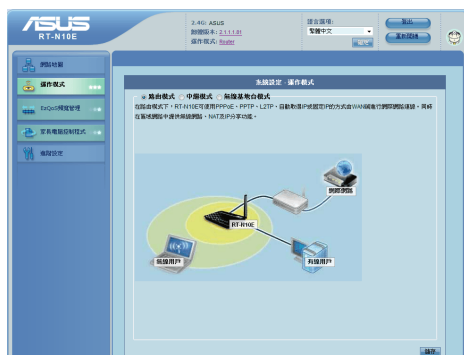 ASUS
RT-N10E
2.4G: ASUS
韌體版本: 2.1.1.1.81
運作模式: Router
語言選項:
繁體中文
登出
重新開機
網路地圖
運作模式
EzQoS頻寬管理
家長電腦控制程式
進階設定
系統設定 - 運作模式
路由模式 中繼模式 無線基地台模式
在路由模式下，RT-N10E可使用PPPoE、PPTP、L2TP、自動取得IP或固定IP的方式由WAN端進行網際網路連線。同時
在區域網路中提供無線網路、NAT及IP分享功能。
網際網路
RT-N10E
無線用戶
有線用戶
儲存